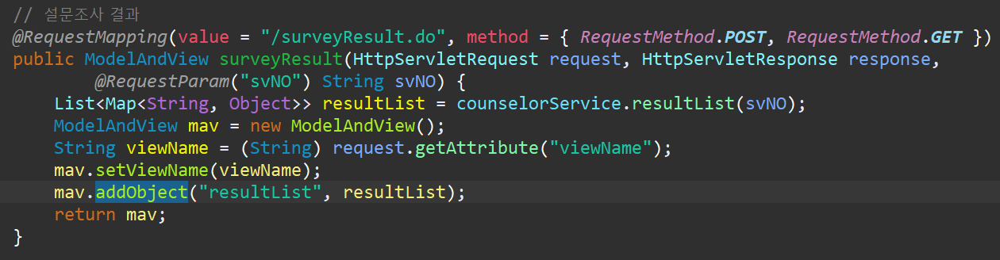 // 설문조사 결과
@RequestMapping(value = "/surveyResult.do", method = { RequestMethod.POST, RequestMethod.GET })
public ModelAndView surveyResult(HttpServletRequest request, HttpServletResponse response,
@RequestParam("svNO") String svNO) {
List<Map<String, Object>> resultList = counselorService.resultList(svNO);
ModelAndView mav = new ModelAndView();
String viewName = (String) request.getAttribute("viewName");
mav.setViewName(viewName);
mav.addObject("resultList", resultList);
return mav;
}